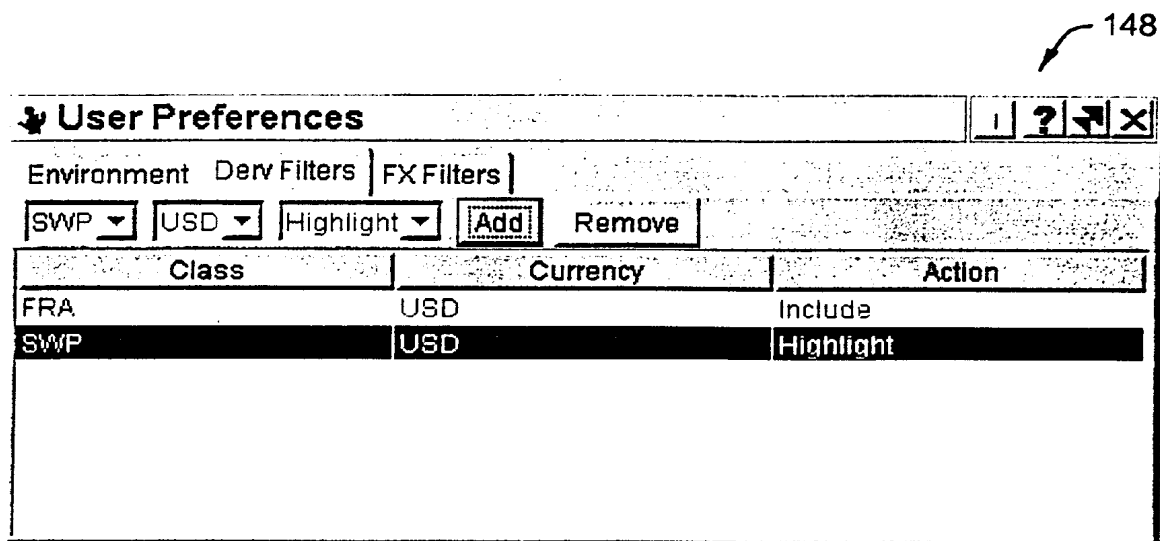 148
User Preferences
Environment Derv Filters FX Filters
SWP USD Highlight Add Remove
Class Currency Action
FRA USD Include
SWP USD Highlight